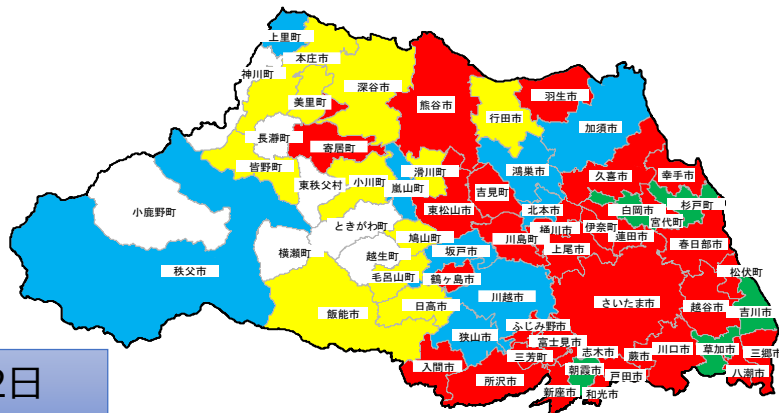 上里町
本庄市
神川町
美里町
深谷市
熊谷市
行田市
羽生市
加須市
長瀞町
寄居町
皆野町
東秩父村
小川町
嵐山町
滑川町
吉見町
鴻巣市
久喜市
幸手市
小鹿野町
東松山市
北本市
白岡市
杉戸町
宮代町
ときがわ町
鳩山町
川島町
桶川市
伊奈町
蓮田市
春日部市
秩父市
横瀬町
越生町
坂戸市
上尾市
毛呂山町
鶴ヶ島市
松伏町
飯能市
日高市
川越市
さいたま市
越谷市
吉川市
狭山市
ふじみ野市
富士見市
三芳町
志木市
蕨市
川口市
草加市
三郷市
入間市
所沢市
朝霞市
戸田市
八潮市
新座市
和光市
2日